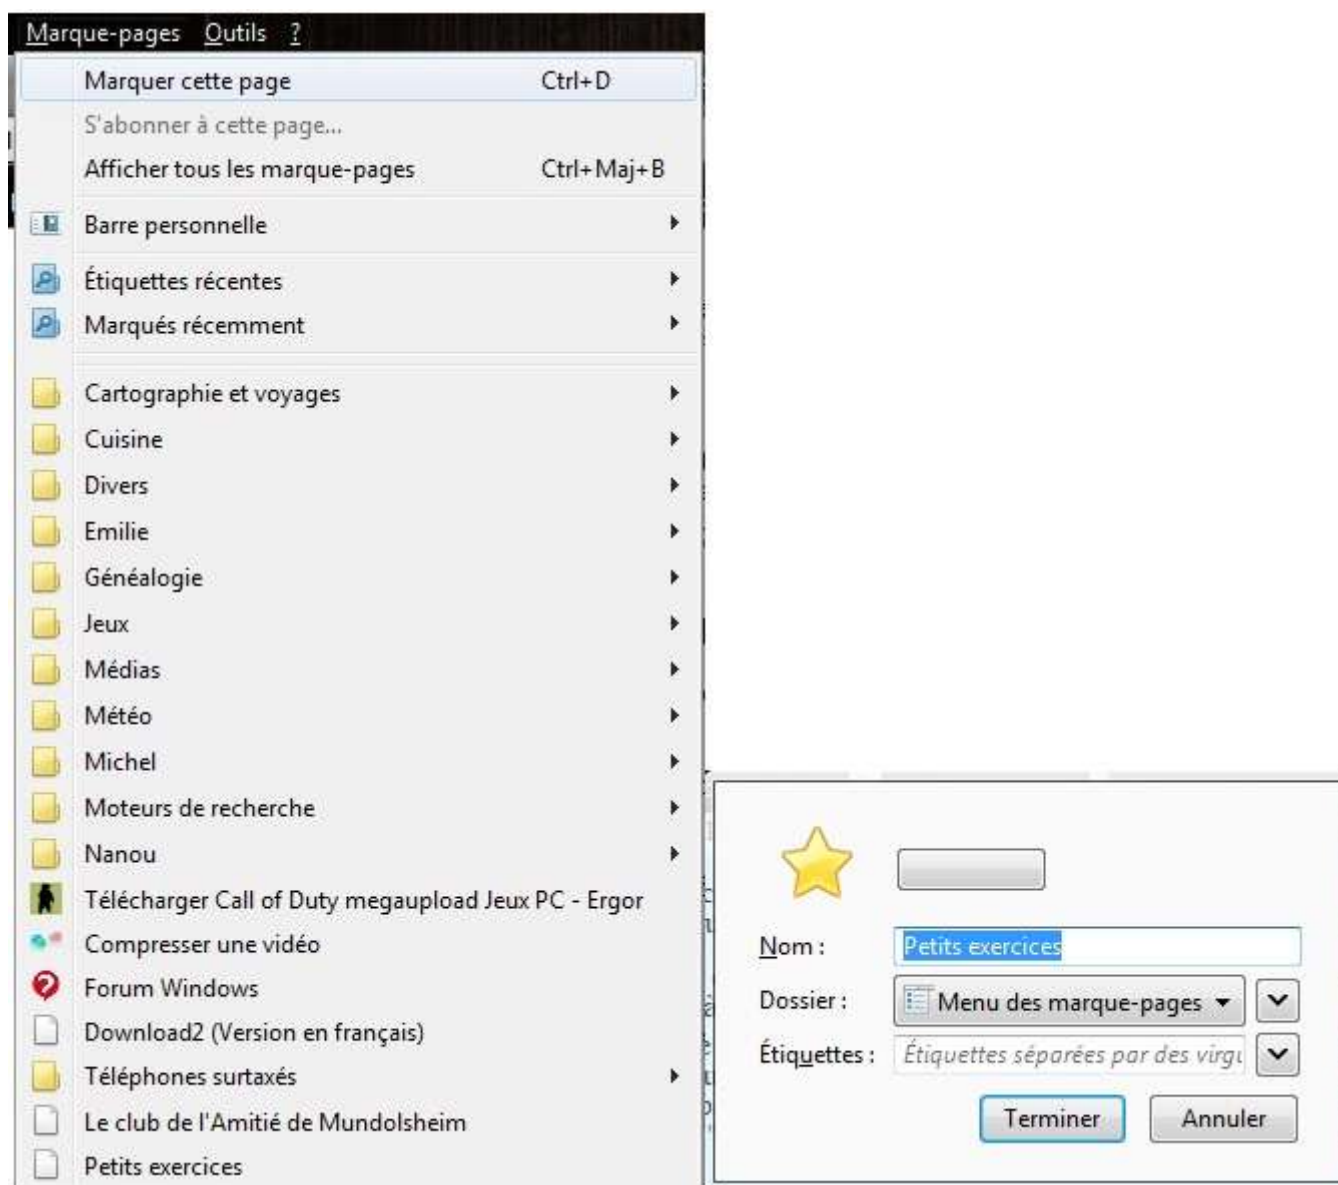 Marque-pages Outils ?
Marquer cette page Ctrl+D
S'abonner à cette page...
Afficher tous les marque-pages Ctrl+Maj+B
Barre personnelle
Étiquettes récentes
Marqués récemment
Cartographie et voyages
Cuisine
Divers
Emilie
Généalogie
Jeux
Médias
Météo
Michel
Moteurs de recherche
Nanou
Télécharger Call of Duty megaupload Jeux PC - Ergor
Compresser une vidéo
Forum Windows
Download2 (Version en français)
Téléphones surtaxés
Le club de l'Amitié de Mundolsheim
Petits exercices
Nom : Petits exercices
Dossier : Menu des marque-pages
Étiquettes : Étiquettes séparées par des
Terminer Annuler